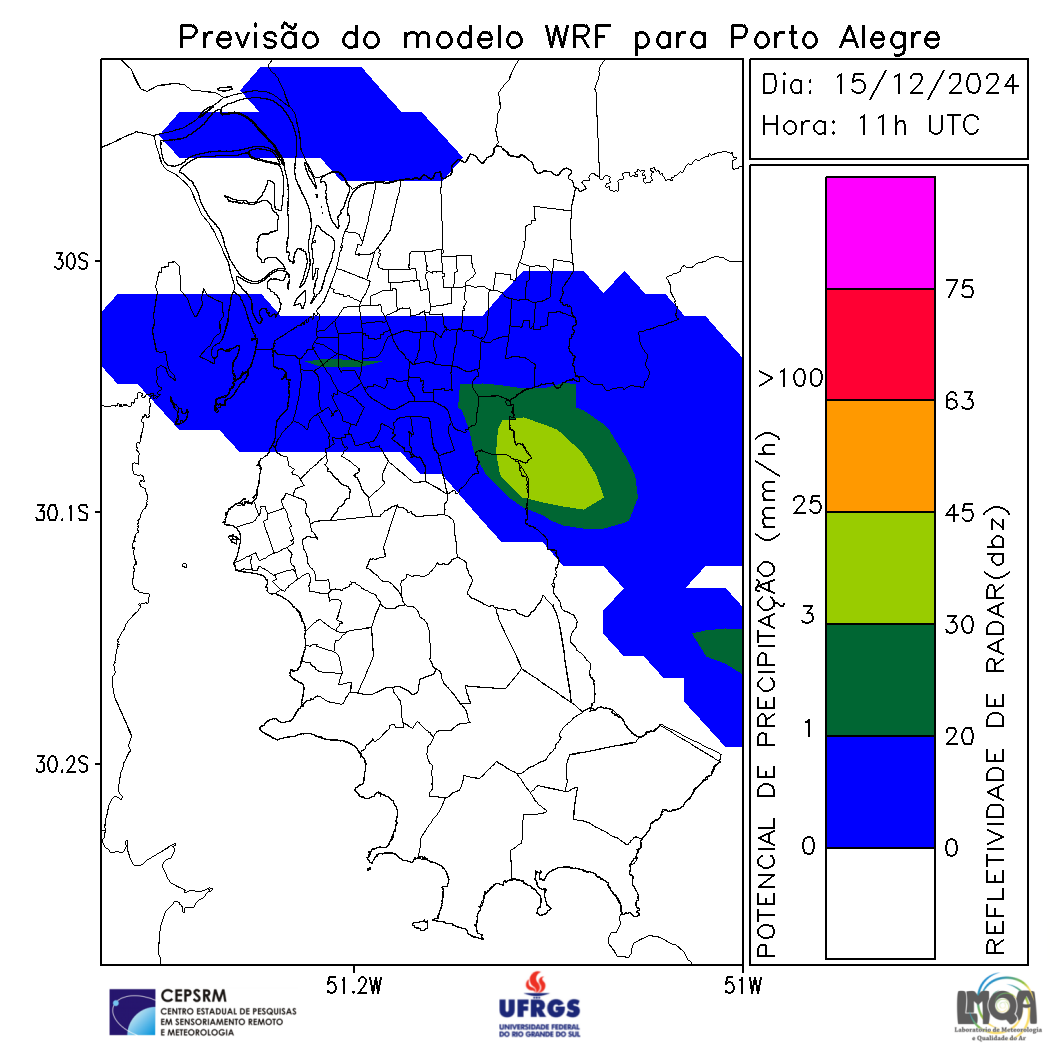 Previsão do modelo WRF para Porto Alegre
Dia: 15/12/2024
Hora: 11h UTC
30S
30.1S
30.2S
51.2W
51W
POTENCIAL DE PRECIPITAÇÃO (mm/h)
>100
25
3
1
0
75
63
45
30
20
0
REFLETIVIDADE DE RADAR(dbz)
CEPSRM
CENTRO ESTADUAL DE PESQUISAS
EM SENSORIAMENTO REMOTO
E METEOROLOGIA
UFRGS
UNIVERSIDADE FEDERAL
DO RIO GRANDE DO SUL
LMQA
Laboratório de Meteorologia
e Qualidade do Ar